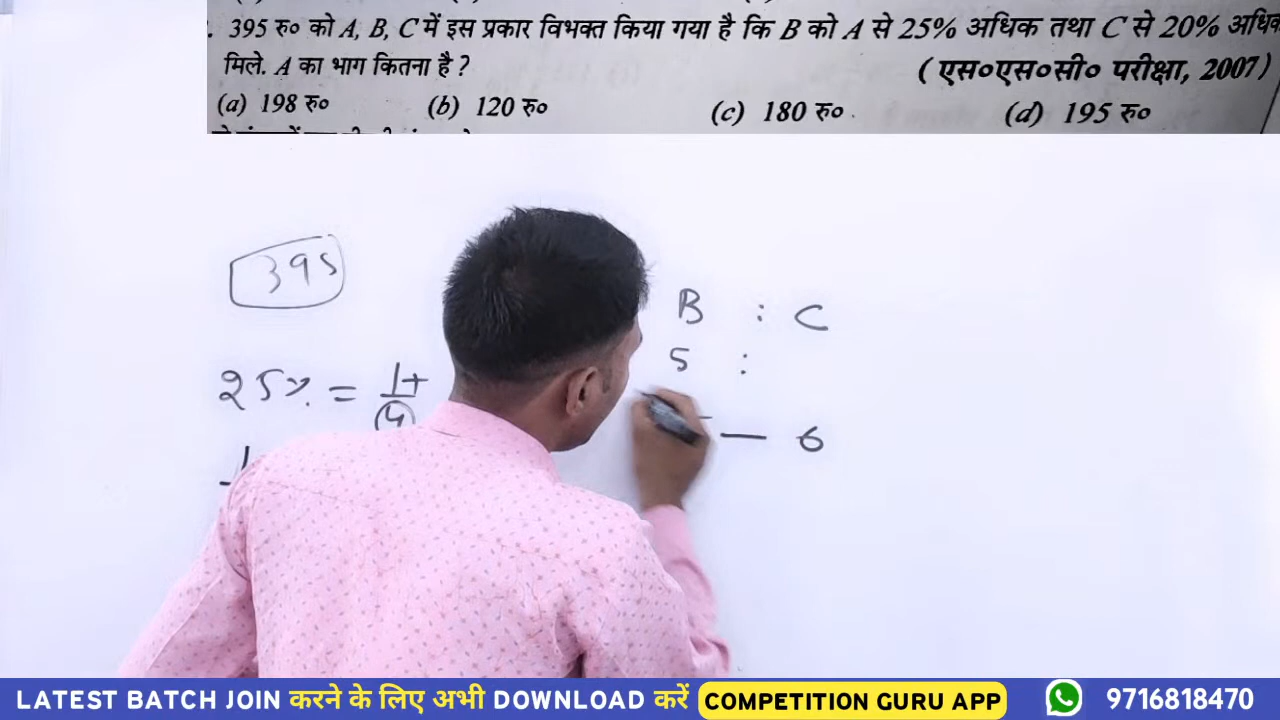 395 रु० को A, B, C में इस प्रकार विभक्त किया गया है कि B को A से 25% अधिक तथा C से 20% अधिक
मिले. A का भाग कितना है ?
( एस०एस०सी० परीक्षा, 2007 )
(a) 198 रु० (b) 120 रु० (c) 180 रु० (d) 195 रु०
395
B : C
5 :
25% = 1+
4
— 6
LATEST BATCH JOIN करने के लिए अभी DOWNLOAD करें COMPETITION GURU APP 9716818470